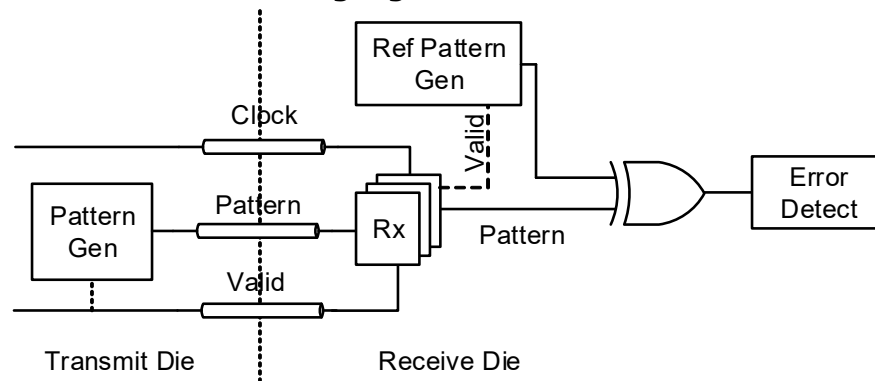 Ref Pattern
Gen
Clock
Valid
Pattern
Gen
Pattern
Rx
Pattern
Error
Detect
Valid
Transmit Die
Receive Die